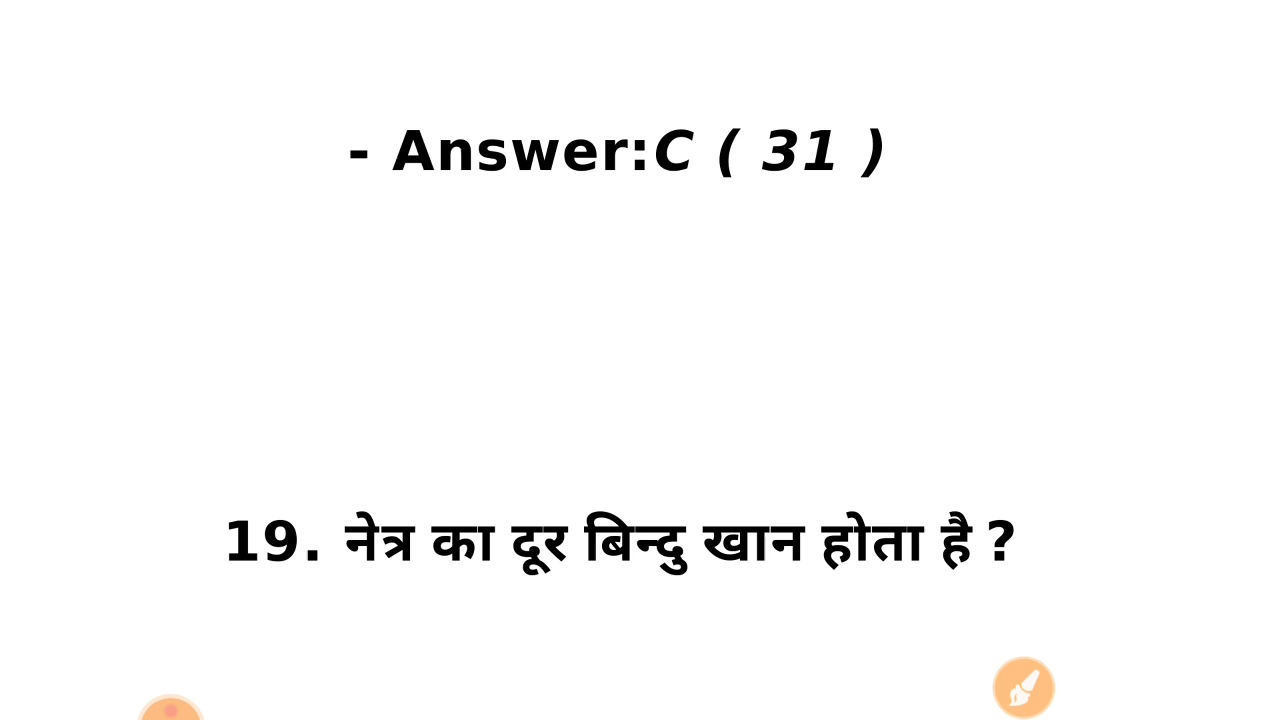 - Answer:C ( 31 )
19. नेत्र का दूर बिन्दु खान होता है ?